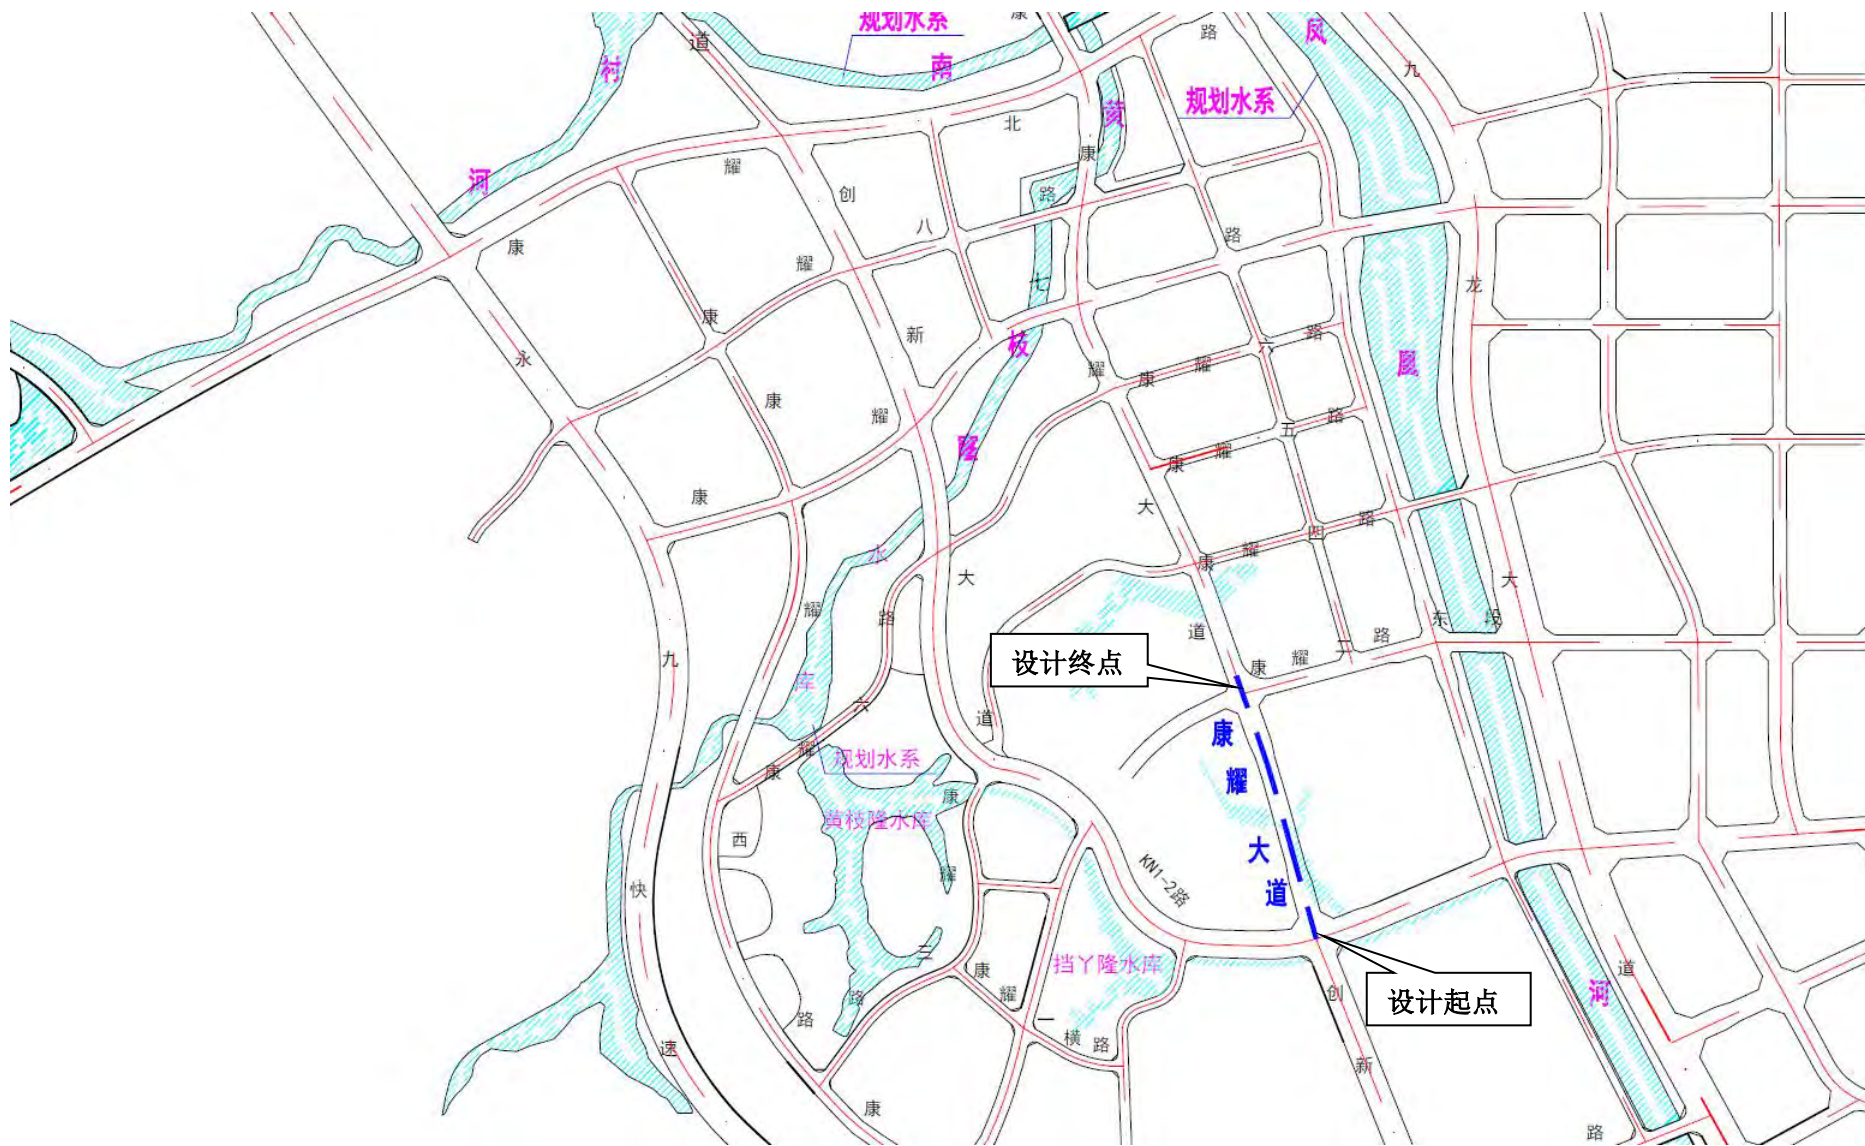 规划水系
康
凤
路
道
南
村
九
规划水系
黄
北
康
耀
河
创
路
八
路
康
耀
七
龙
康
新
路
六
枝
永
耀
康
耀
凰
康
耀
路
五
隆
康
耀
康
大
四
路
水
康
耀
大
大
耀
路
东
段
道
路
二
耀
康
九
设计终点
库
六
道
康
耀
规划水系
康
耀
康
黄枝隆水库
西
大
耀
KN1-2路
道
快
三
挡丫隆水库
康
耀
道
创
设计起点
河
路
路
一
横
路
速
新
康
路